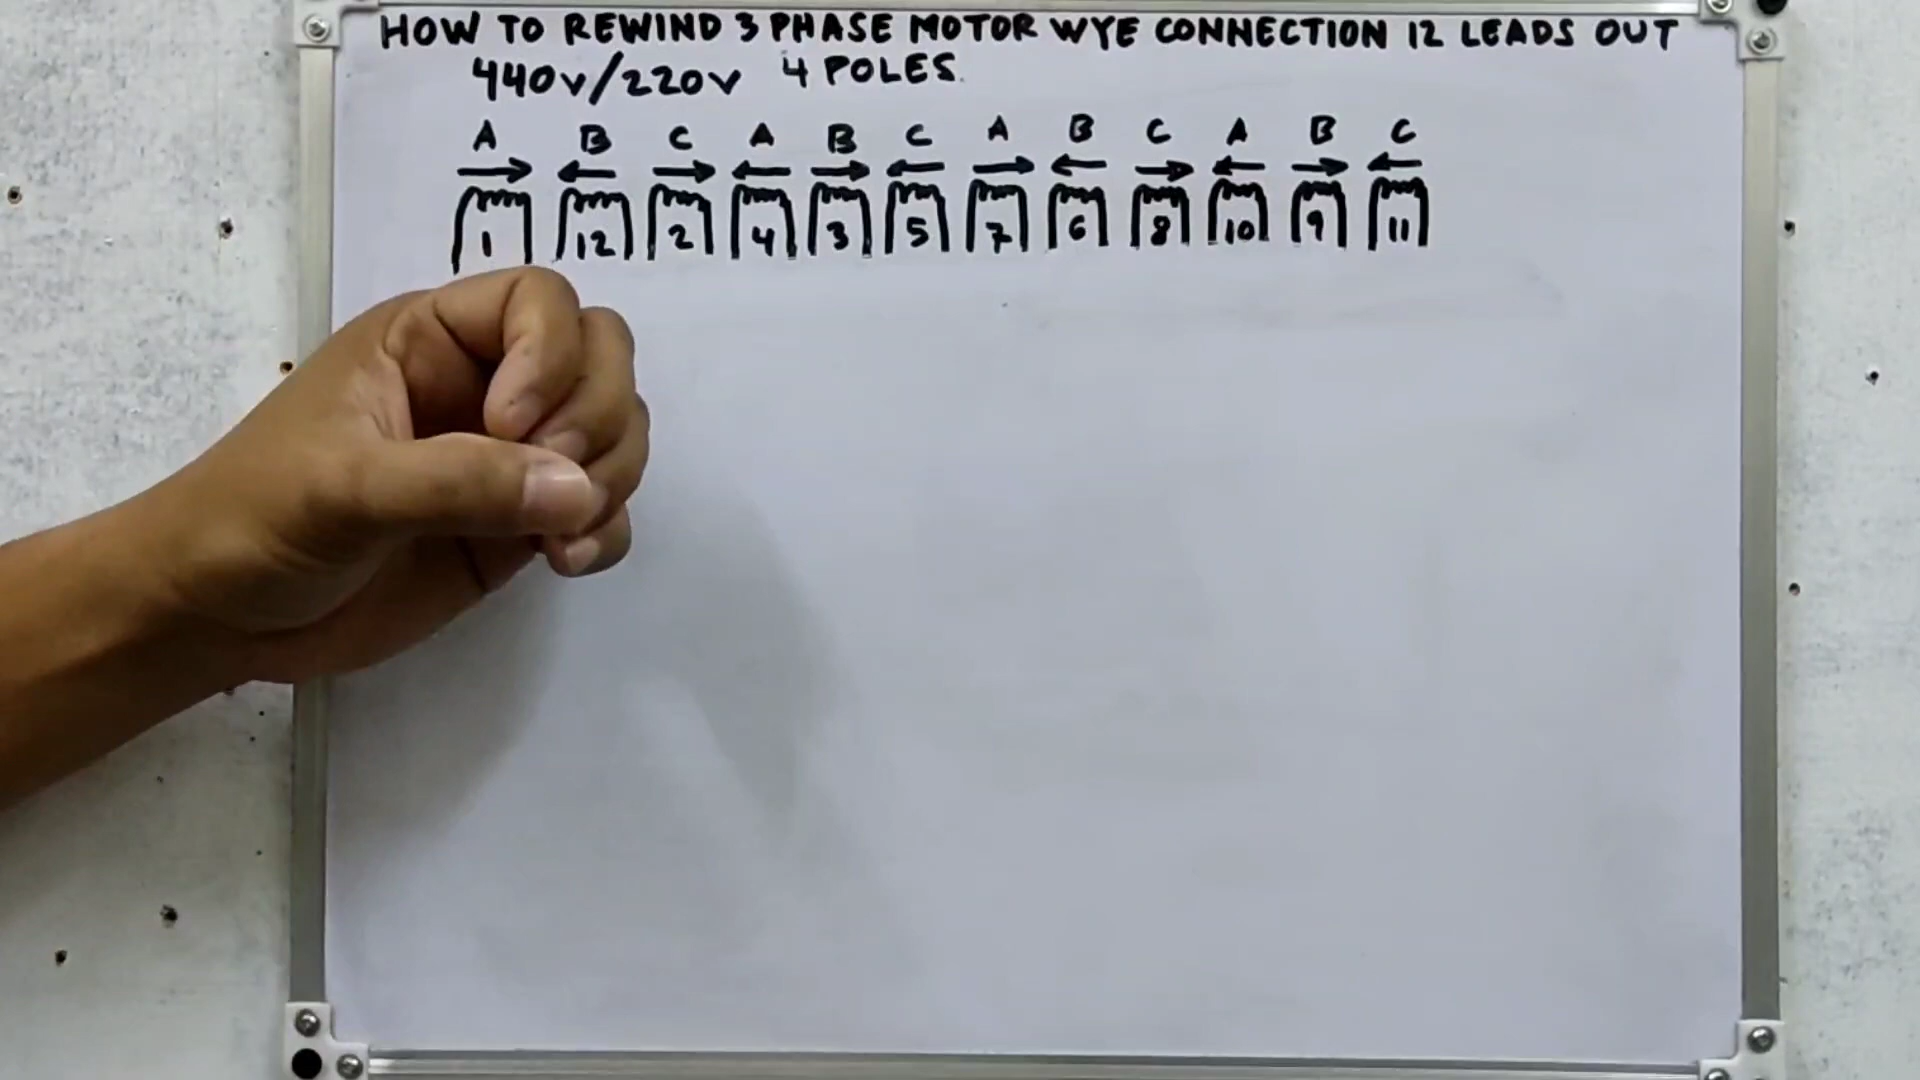 HOW TO REWIND 3 PHASE MOTOR WYE CONNECTION 12 LEADS OUT
440V/220V 4 POLES.
A B C A B C A B C A B C
1 12 2 4 3 5 7 6 8 10 9 11